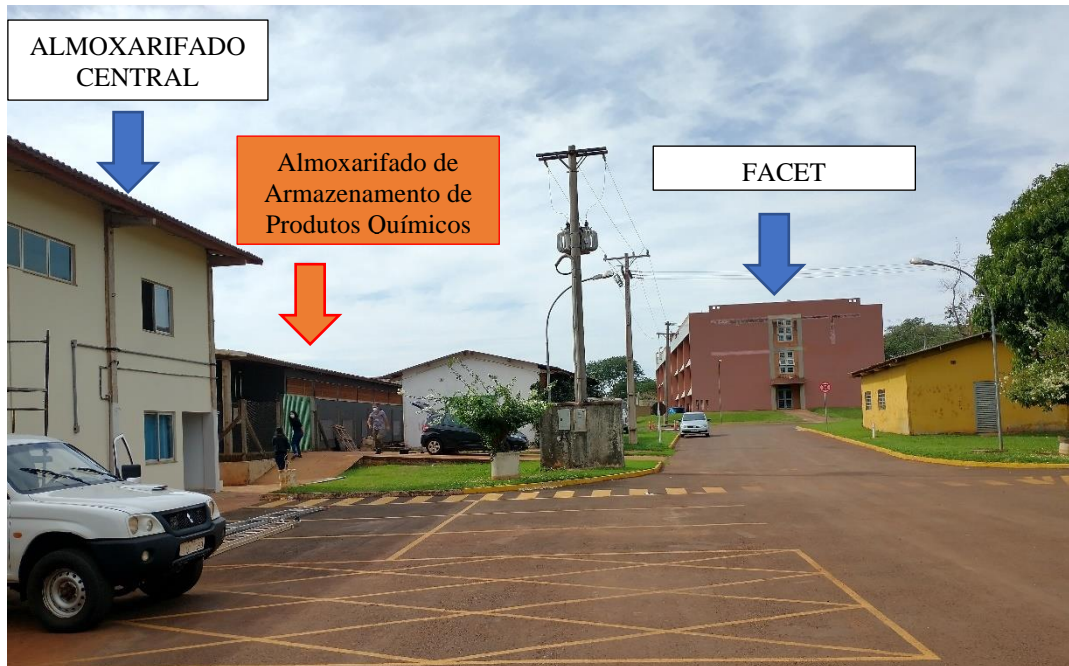 ALMOXARIFADO
CENTRAL
Almoxarifado de
Armazenamento de
Produtos Químicos
FACET